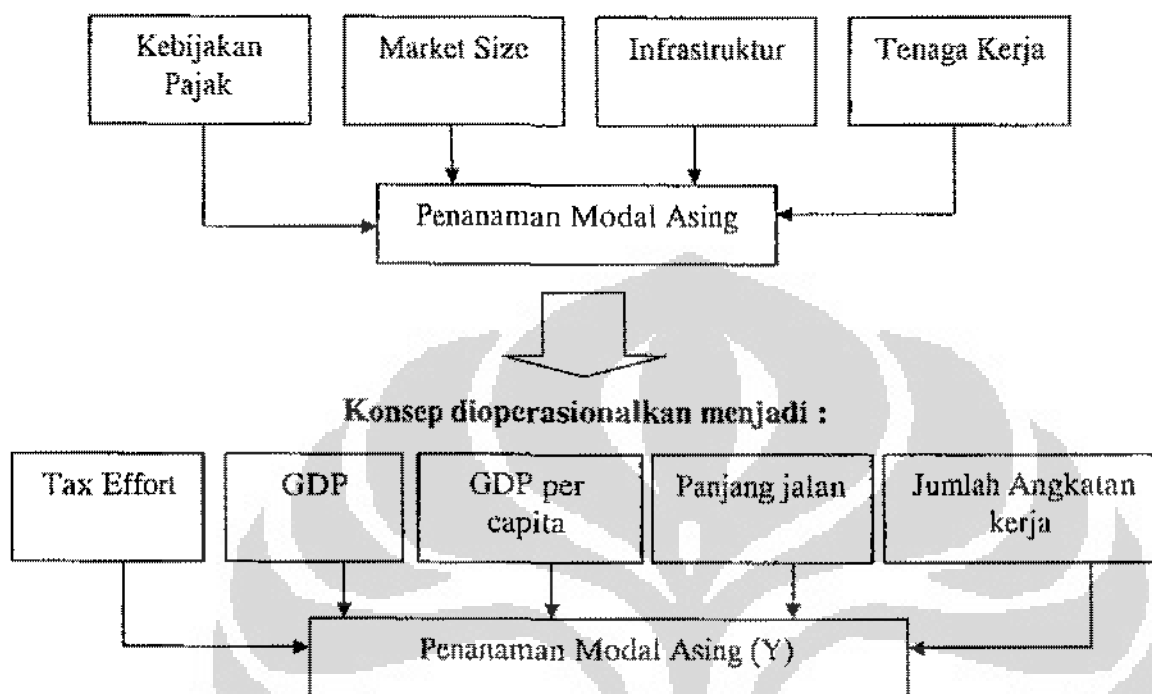 Kebijakan
Pajak
Market Size
Infrastruktur
Tenaga Kerja
Penanaman Modal Asing
Konsep dioperasionalkan menjadi :
Tax Effort
GDP
GDP per
capita
Panjang jalan
Jumlah Angkatan
kerja
Penanaman Modal Asing (Y)